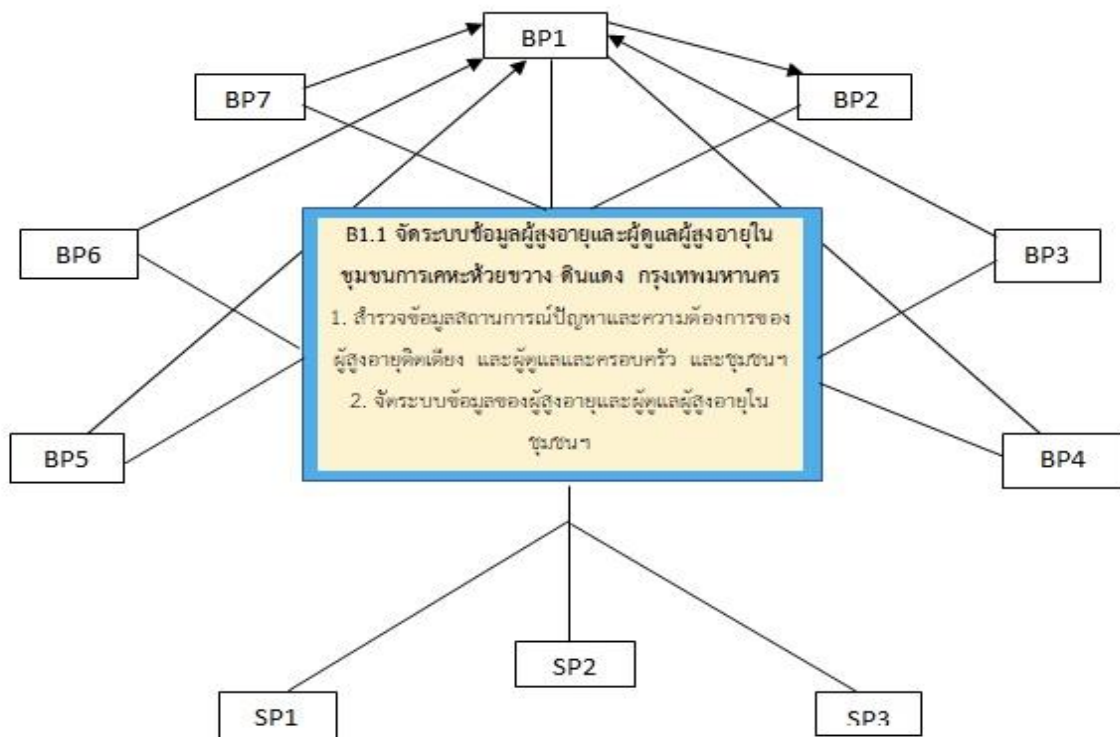 BP1
BP7
BP2
BP6
BP3
BP5
BP4
B1.1 จัดระบบข้อมูลผู้สูงอายุและผู้ดูแลผู้สูงอายุใน
ชุมชนการเคหะห้วยขวาง ดินแดง กรุงเทพมหานคร
1. สำรวจข้อมูลสถานการณ์ปัญหาและความต้องการของ
ผู้สูงอายุติดเตียง และผู้ดูแลและครอบครัว และชุมชนฯ
2. จัดระบบข้อมูลของผู้สูงอายุและผู้ดูแลผู้สูงอายุใน
ชุมชนฯ
SP2
SP1
SP3